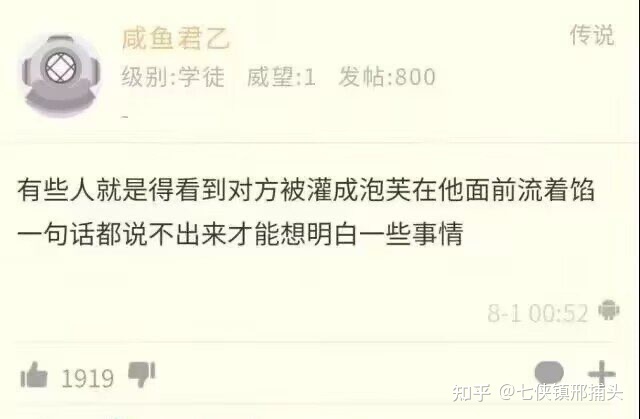 咸鱼君乙
传说
级别:学徒 威望:1 发帖:800
-
有些人就是得看到对方被灌成泡芙在他面前流着馅
一句话都说不出来才能想明白一些事情
8-1 00:52
1919
知乎 @七侠镇邢捕头